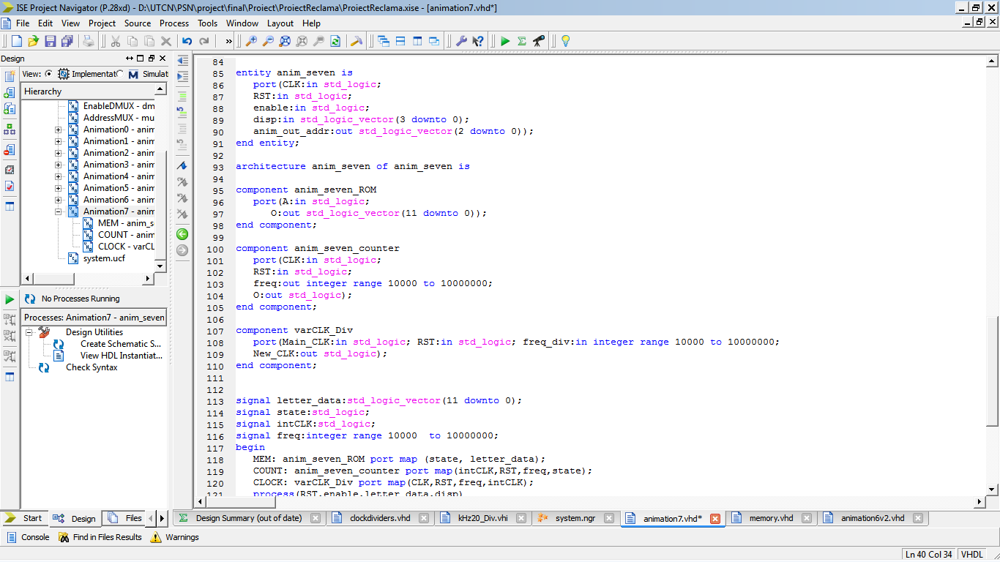 ISE Project Navigator (P.28xd) - D:\UTCN\PSN\project\final\Proiect\ProiectReclama\ProiectReclama.xise - [animation7.vhd*]
File Edit View Project Source Process Tools Window Layout Help
Design
View: Implementat Simulat
Hierarchy
EnableDMUX - dm
AddressMUX - mu
Animation0 - anim
Animation1 - anim
Animation2 - anim
Animation3 - anim
Animation4 - anim
Animation5 - anim
Animation6 - anim
Animation7 - anim
MEM - anim_s
COUNT - anim
CLOCK - varCL
system.ucf
No Processes Running
Processes: Animation7 - anim_seven
Design Utilities
Create Schematic S...
View HDL Instantiat...
Check Syntax
84
85 entity anim_seven is
86 port(CLK:in std_logic;
87 RST:in std_logic;
88 enable:in std_logic;
89 disp:in std_logic_vector(3 downto 0);
90 anim_out_addr:out std_logic_vector(2 downto 0));
91 end entity;
92
93 architecture anim_seven of anim_seven is
94
95 component anim_seven_ROM
96 port(A:in std_logic;
97 O:out std_logic_vector(11 downto 0));
98 end component;
99
100 component anim_seven_counter
101 port(CLK:in std_logic;
102 RST:in std_logic;
103 freq:out integer range 10000 to 10000000;
104 O:out std_logic);
105 end component;
106
107 component varCLK_Div
108 port(Main_CLK:in std_logic; RST:in std_logic; freq_div:in integer range 10000 to 10000000;
109 New_CLK:out std_logic);
110 end component;
111
112
113 signal letter_data:std_logic_vector(11 downto 0);
114 signal state:std_logic;
115 signal intCLK:std_logic;
116 signal freq:integer range 10000  to 10000000;
117 begin
118 MEM: anim_seven_ROM port map (state, letter_data);
119 COUNT: anim_seven_counter port map(intCLK,RST,freq,state);
120 CLOCK: varCLK_Div port map(CLK,RST,freq,intCLK);
121 process(RST,enable,letter_data,disp)
Start Design Files
Design Summary (out of date) clockdividers.vhd kHz20_Div.vhi system.ngr animation7.vhd* memory.vhd animation6v2.vhd
Console Find in Files Results Warnings
Ln 40 Col 34 VHDL